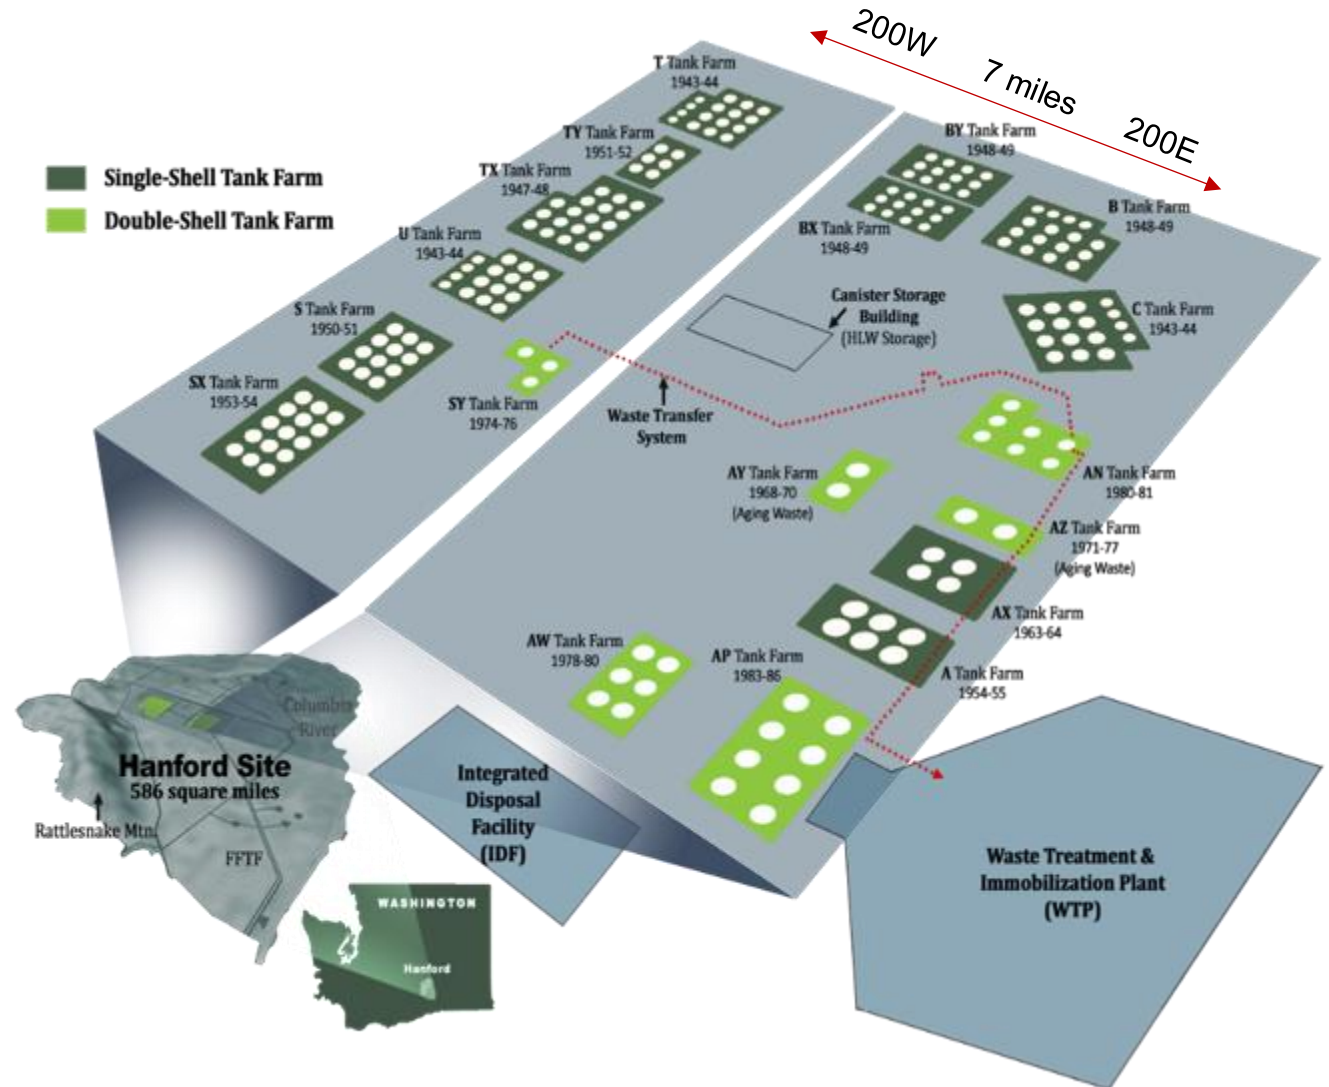 200W
7 miles
200E
Single-Shell Tank Farm
Double-Shell Tank Farm
T Tank Farm
1943-44
TY Tank Farm
1951-52
TX Tank Farm
1947-48
U Tank Farm
1943-44
S Tank Farm
1950-51
SX Tank Farm
1953-54
SY Tank Farm
1974-76
BY Tank Farm
1948-49
BX Tank Farm
1948-49
B Tank Farm
1948-49
C Tank Farm
1943-44
Canister Storage
Building
(HLW Storage)
Waste Transfer
System
AY Tank Farm
1968-70
(Aging Waste)
AN Tank Farm
1980-81
AZ Tank Farm
1971-77
(Aging Waste)
AX Tank Farm
1963-64
A Tank Farm
1954-55
AW Tank Farm
1978-80
AP Tank Farm
1983-86
Columbia
River
Hanford Site
586 square miles
Rattlesnake Mtn.
FFTF
Integrated
Disposal
Facility
(IDF)
Waste Treatment &
Immobilization Plant
(WTP)
WASHINGTON
Hanford